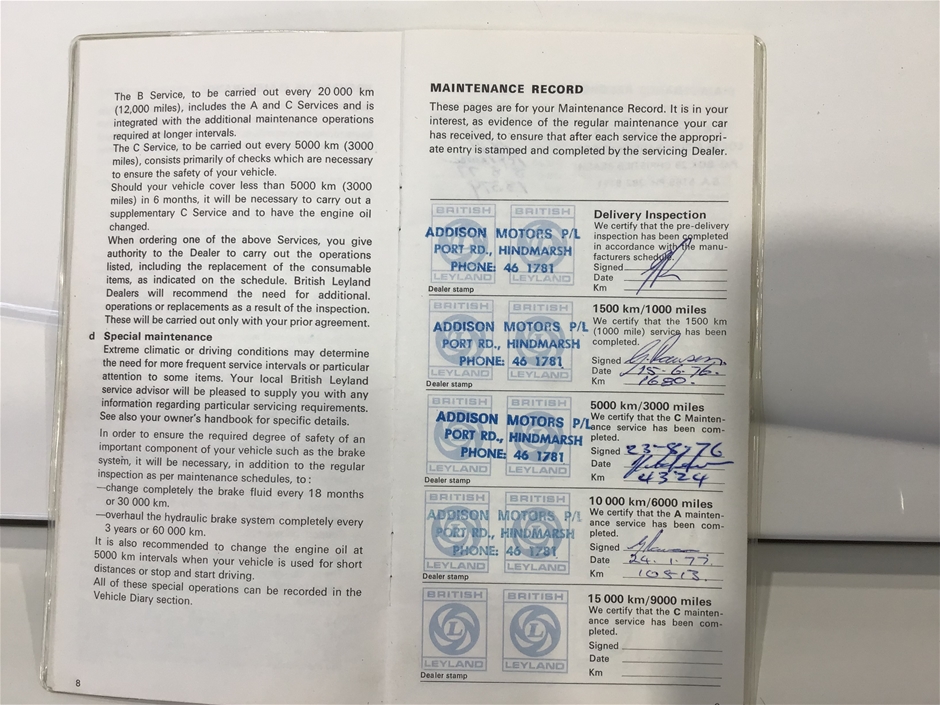 The B Service, to be carried out every 20 000 km
(12,000 miles), includes the A and C Services and is
integrated with the additional maintenance operations
required at longer intervals.
The C Service, to be carried out every 5000 km (3000
miles), consists primarily of checks which are necessary
to ensure the safety of your vehicle.
Should your vehicle cover less than 5000 km (3000
miles) in 6 months, it will be necessary to carry out a
supplementary C Service and to have the engine oil
changed.
When ordering one of the above Services, you give
authority to the Dealer to carry out the operations
listed, including the replacement of the consumable
items, as indicated on the schedule. British Leyland
Dealers will recommend the need for additional.
operations or replacements as a result of the inspection.
These will be carried out only with your prior agreement.
d Special maintenance
Extreme climatic or driving conditions may determine
the need for more frequent service intervals or particular
attention to some items. Your local British Leyland
service advisor will be pleased to supply you with any
information regarding particular servicing requirements.
See also your owner's handbook for specific details.
In order to ensure the required degree of safety of an
important component of your vehicle such as the brake
system, it will be necessary, in addition to the regular
inspection as per maintenance schedules, to :
—change completely the brake fluid every 18 months
or 30 000 km.
—overhaul the hydraulic brake system completely every
3 years or 60 000 km.
It is also recommended to change the engine oil at
5000 km intervals when your vehicle is used for short
distances or stop and start driving.
All of these special operations can be recorded in the
Vehicle Diary section.
8
MAINTENANCE RECORD
These pages are for your Maintenance Record. It is in your
interest, as evidence of the regular maintenance your car
has received, to ensure that after each service the appropri-
ate entry is stamped and completed by the servicing Dealer.
BRITISH BRITISH
ADDISON MOTORS P/L
PORT RD., HINDMARSH
PHONE: 46 1781
LEYLAND LEYLAND
Dealer stamp
Delivery Inspection
We certify that the pre-delivery
inspection has been completed
in accordance with the manu-
facturers schedule.
Signed
Date
Km
BRITISH BRITISH
ADDISON MOTORS P/L
PORT RD., HINDMARSH
PHONE: 46 1781
LEYLAND LEYLAND
Dealer stamp
1500 km/1000 miles
We certify that the 1500 km
(1000 mile) service has been
completed.
Signed
Date 15-6-76.
Km 1680.
BRITISH BRITISH
ADDISON MOTORS P/L
PORT RD., HINDMARSH
PHONE: 46 1781
LEYLAND LEYLAND
Dealer stamp
5000 km/3000 miles
We certify that the C Mainten-
ance service has been com-
pleted.
Signed 23-8-76
Date
Km 4324
BRITISH BRITISH
ADDISON MOTORS P/L
PORT RD., HINDMARSH
PHONE: 46 1781
LEYLAND LEYLAND
Dealer stamp
10 000 km/6000 miles
We certify that the A mainten-
ance service has been com-
pleted.
Signed
Date 24.1.77.
Km 10513.
BRITISH BRITISH
L L
LEYLAND LEYLAND
Dealer stamp
15 000 km/9000 miles
We certify that the C mainten-
ance service has been com-
pleted.
Signed
Date
Km